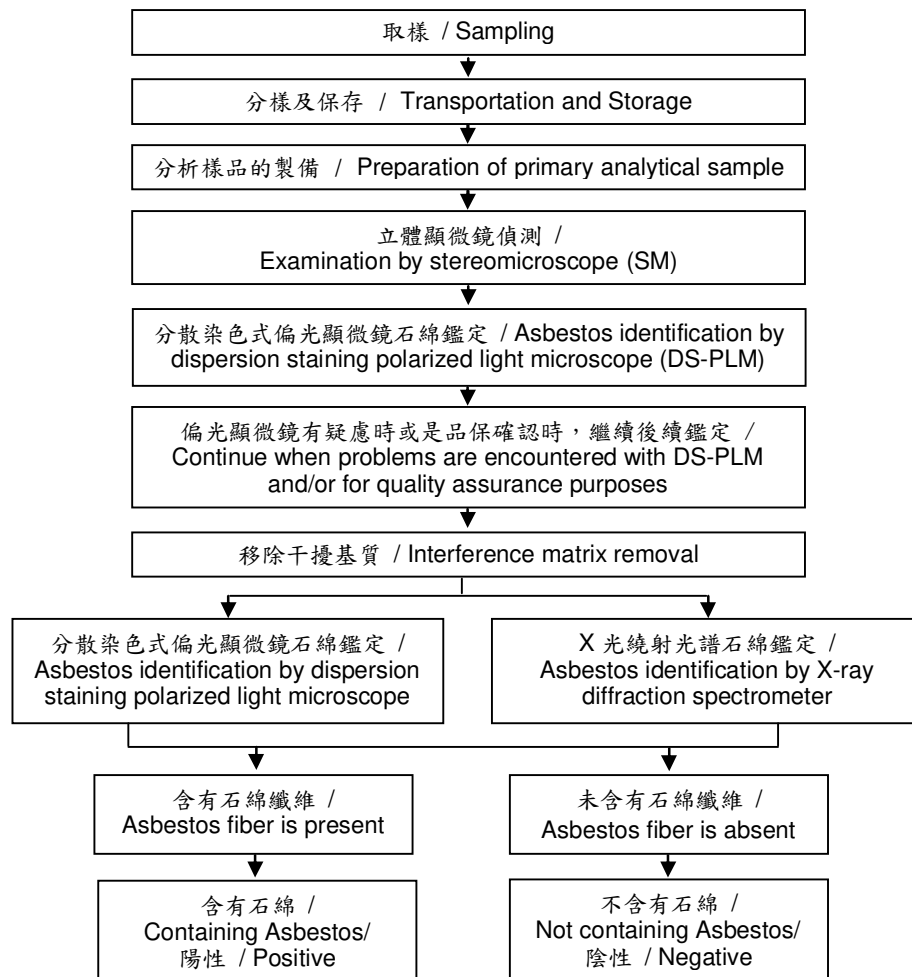 取樣 / Sampling
分樣及保存 / Transportation and Storage
分析樣品的製備 / Preparation of primary analytical sample
立體顯微鏡偵測 /
Examination by stereomicroscope (SM)
分散染色式偏光顯微鏡石綿鑑定 / Asbestos identification by
dispersion staining polarized light microscope (DS-PLM)
偏光顯微鏡有疑慮時或是品保確認時，繼續後續鑑定 /
Continue when problems are encountered with DS-PLM
and/or for quality assurance purposes
移除干擾基質 / Interference matrix removal
分散染色式偏光顯微鏡石綿鑑定 /
Asbestos identification by dispersion
staining polarized light microscope
X 光繞射光譜石綿鑑定 /
Asbestos identification by X-ray
diffraction spectrometer
含有石綿纖維 /
Asbestos fiber is present
未含有石綿纖維 /
Asbestos fiber is absent
含有石綿 /
Containing Asbestos/
陽性 / Positive
不含有石綿 /
Not containing Asbestos/
陰性 / Negative